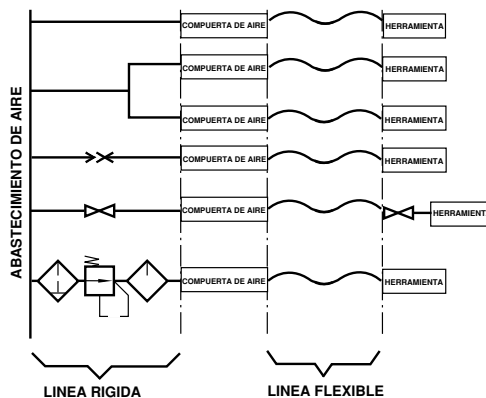 ABASTECIMIENTO DE AIRE
COMPUERTA DE AIRE
HERRAMIENTA
COMPUERTA DE AIRE
HERRAMIENTA
COMPUERTA DE AIRE
HERRAMIENTA
COMPUERTA DE AIRE
HERRAMIENTA
COMPUERTA DE AIRE
HERRAMIENTA
COMPUERTA DE AIRE
HERRAMIENTA
LINEA RIGIDA
LINEA FLEXIBLE